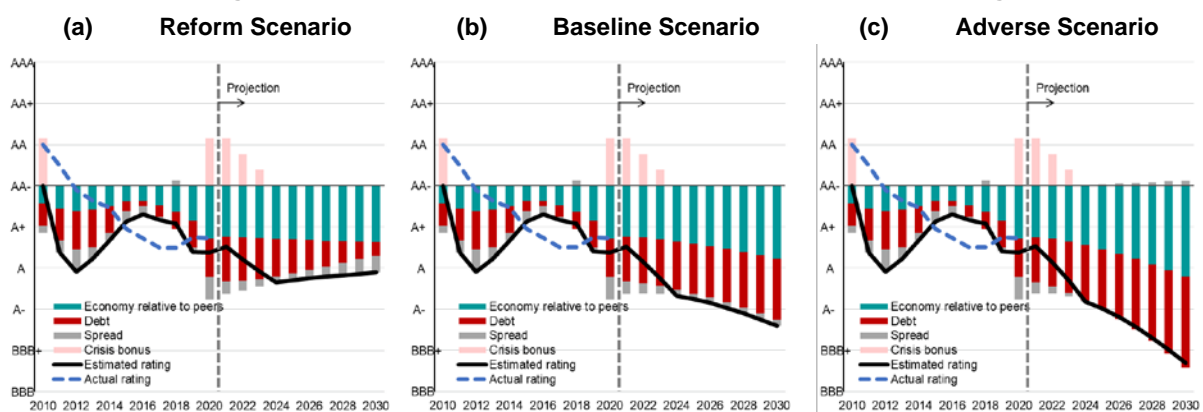 (a) Reform Scenario
AAA
AA+
AA
AA-
A+
A
A-
BBB+
BBB
Projection
Economy relative to peers
Debt
Spread
Crisis bonus
Estimated rating
Actual rating
2010 2012 2014 2016 2018 2020 2022 2024 2026 2028 2030
(b) Baseline Scenario
AAA
AA+
AA
AA-
A+
A
A-
BBB+
BBB
Projection
Economy relative to peers
Debt
Spread
Crisis bonus
Estimated rating
Actual rating
2010 2012 2014 2016 2018 2020 2022 2024 2026 2028 2030
(c) Adverse Scenario
AAA
AA+
AA
AA-
A+
A
A-
BBB+
BBB
Projection
Economy relative to peers
Debt
Spread
Crisis bonus
Estimated rating
Actual rating
2010 2012 2014 2016 2018 2020 2022 2024 2026 2028 2030